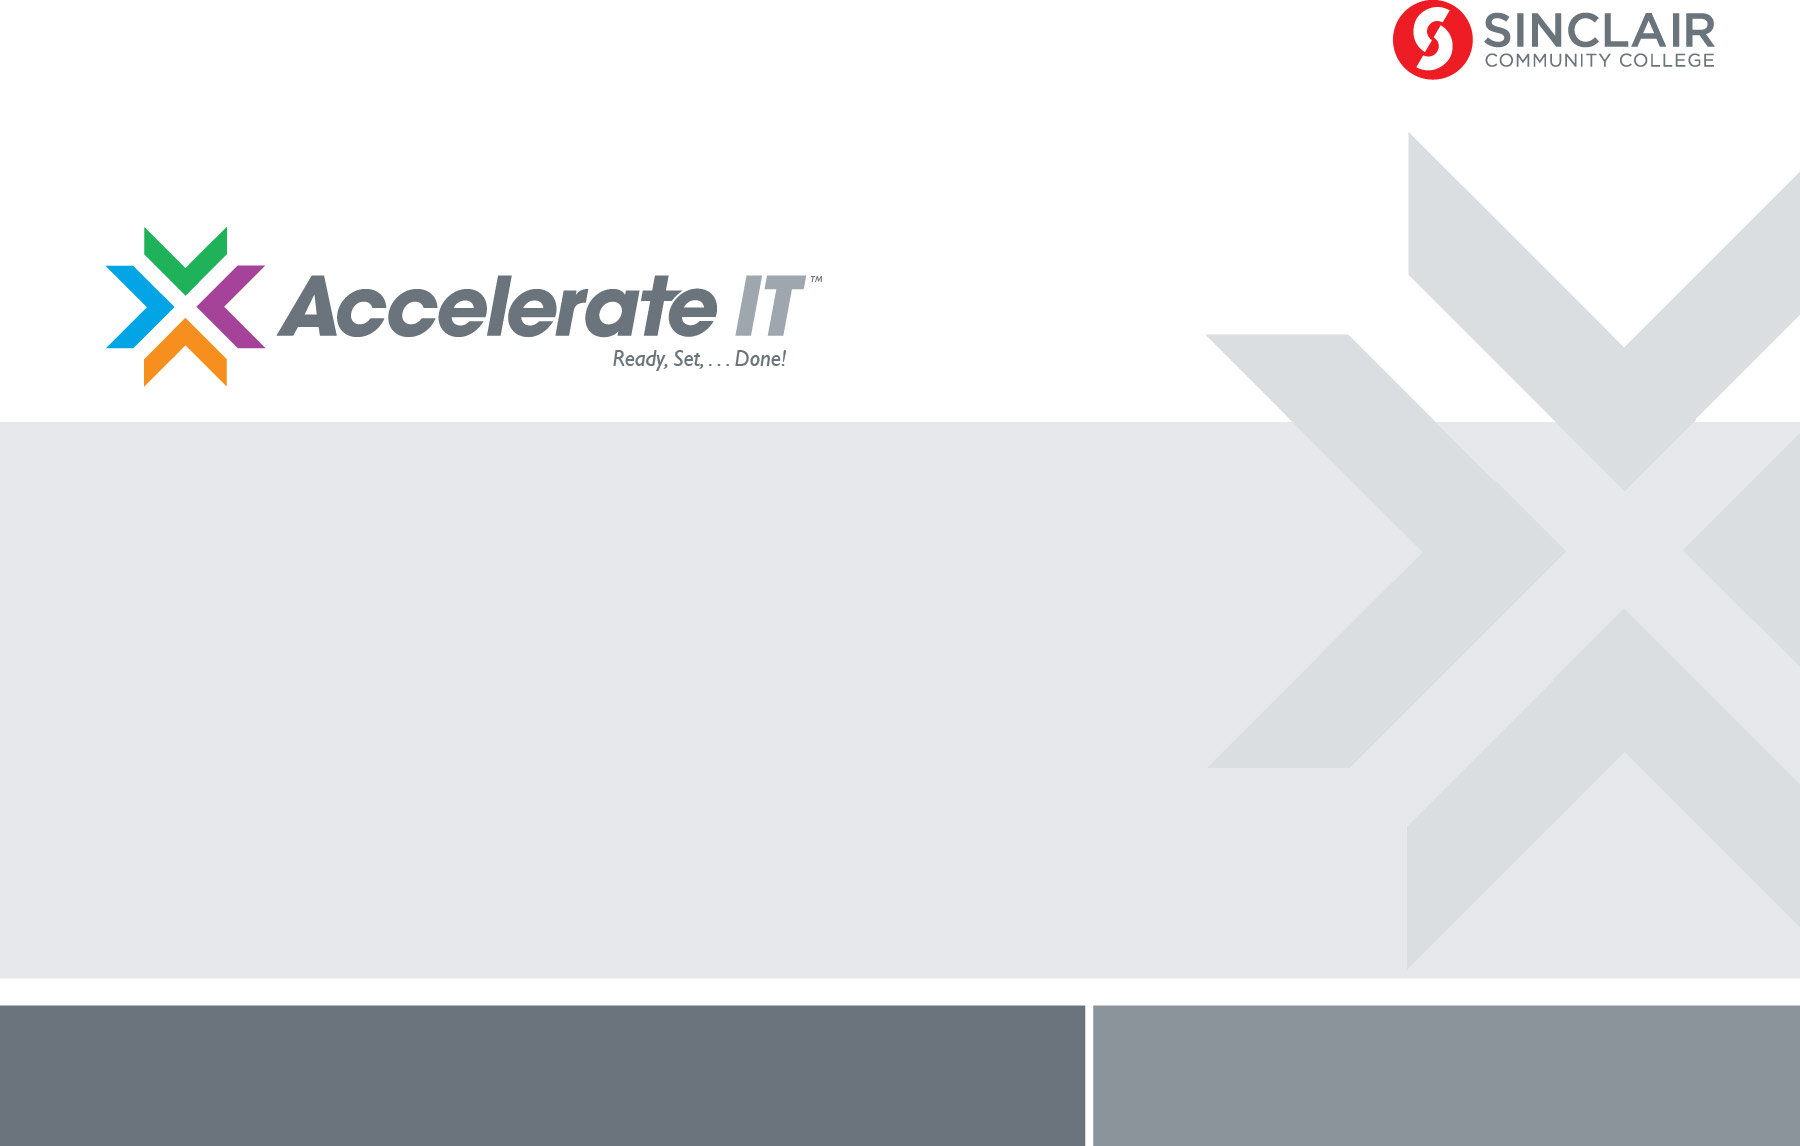 SINCLAIR
COMMUNITY COLLEGE
Accelerate IT™
Ready, Set, . . . Done!